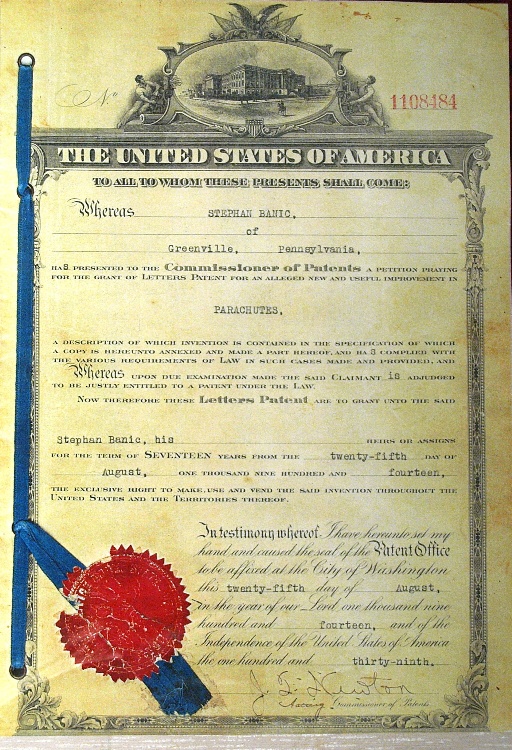 No.
1108484
THE UNITED STATES OF AMERICA
TO ALL TO WHOM THESE PRESENTS SHALL COME:
Whereas STEPHAN BANIC,
of
Greenville, Pennsylvania,
HAS PRESENTED TO THE Commissioner of Patents A PETITION PRAYING
FOR THE GRANT OF LETTERS PATENT FOR AN ALLEGED NEW AND USEFUL IMPROVEMENT IN
PARACHUTES,
A DESCRIPTION OF WHICH INVENTION IS CONTAINED IN THE SPECIFICATION OF WHICH
A COPY IS HEREUNTO ANNEXED AND MADE A PART HEREOF, AND HAS COMPLIED WITH
THE VARIOUS REQUIREMENTS OF LAW IN SUCH CASES MADE AND PROVIDED, AND
Whereas UPON DUE EXAMINATION MADE THE SAID CLAIMANT is ADJUDGED
TO BE JUSTLY ENTITLED TO A PATENT UNDER THE LAW.
NOW THEREFORE THESE Letters Patent ARE TO GRANT UNTO THE SAID
Stephan Banic, his HEIRS OR ASSIGNS
FOR THE TERM OF SEVENTEEN YEARS FROM THE twenty-fifth DAY OF
August, ONE THOUSAND NINE HUNDRED AND fourteen,
THE EXCLUSIVE RIGHT TO MAKE, USE AND VEND THE SAID INVENTION THROUGHOUT THE
UNITED STATES AND THE TERRITORIES THEREOF.
In testimony whereof I have hereunto set my
hand and caused the seal of the Patent Office
to be affixed at the City of Washington
this twenty-fifth day of August,
in the year of our Lord one thousand nine
hundred and fourteen, and of the
Independence of the United States of America
the one hundred and thirty-ninth.
J. T. Newton
Acting Commissioner of Patents